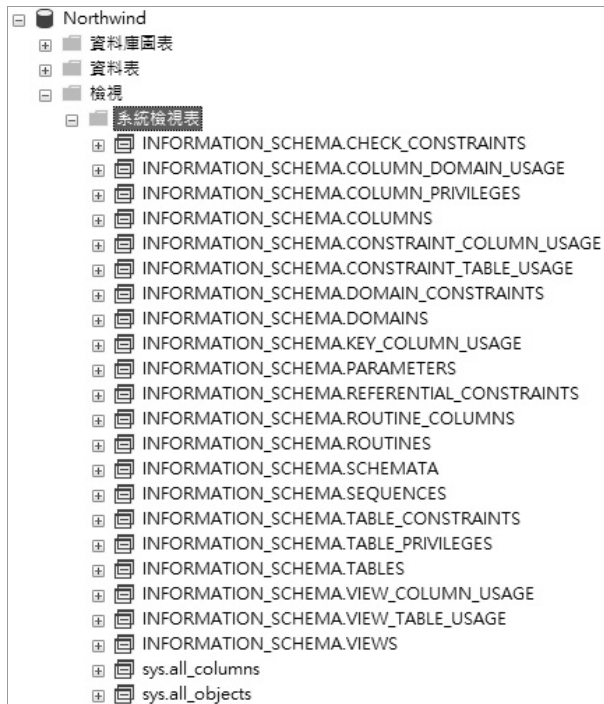 Northwind
資料庫圖表
資料表
檢視
系統檢視表
INFORMATION_SCHEMA.CHECK_CONSTRAINTS
INFORMATION_SCHEMA.COLUMN_DOMAIN_USAGE
INFORMATION_SCHEMA.COLUMN_PRIVILEGES
INFORMATION_SCHEMA.COLUMNS
INFORMATION_SCHEMA.CONSTRAINT_COLUMN_USAGE
INFORMATION_SCHEMA.CONSTRAINT_TABLE_USAGE
INFORMATION_SCHEMA.DOMAIN_CONSTRAINTS
INFORMATION_SCHEMA.DOMAINS
INFORMATION_SCHEMA.KEY_COLUMN_USAGE
INFORMATION_SCHEMA.PARAMETERS
INFORMATION_SCHEMA.REFERENTIAL_CONSTRAINTS
INFORMATION_SCHEMA.ROUTINE_COLUMNS
INFORMATION_SCHEMA.ROUTINES
INFORMATION_SCHEMA.SCHEMATA
INFORMATION_SCHEMA.SEQUENCES
INFORMATION_SCHEMA.TABLE_CONSTRAINTS
INFORMATION_SCHEMA.TABLE_PRIVILEGES
INFORMATION_SCHEMA.TABLES
INFORMATION_SCHEMA.VIEW_COLUMN_USAGE
INFORMATION_SCHEMA.VIEW_TABLE_USAGE
INFORMATION_SCHEMA.VIEWS
sys.all_columns
sys.all_objects